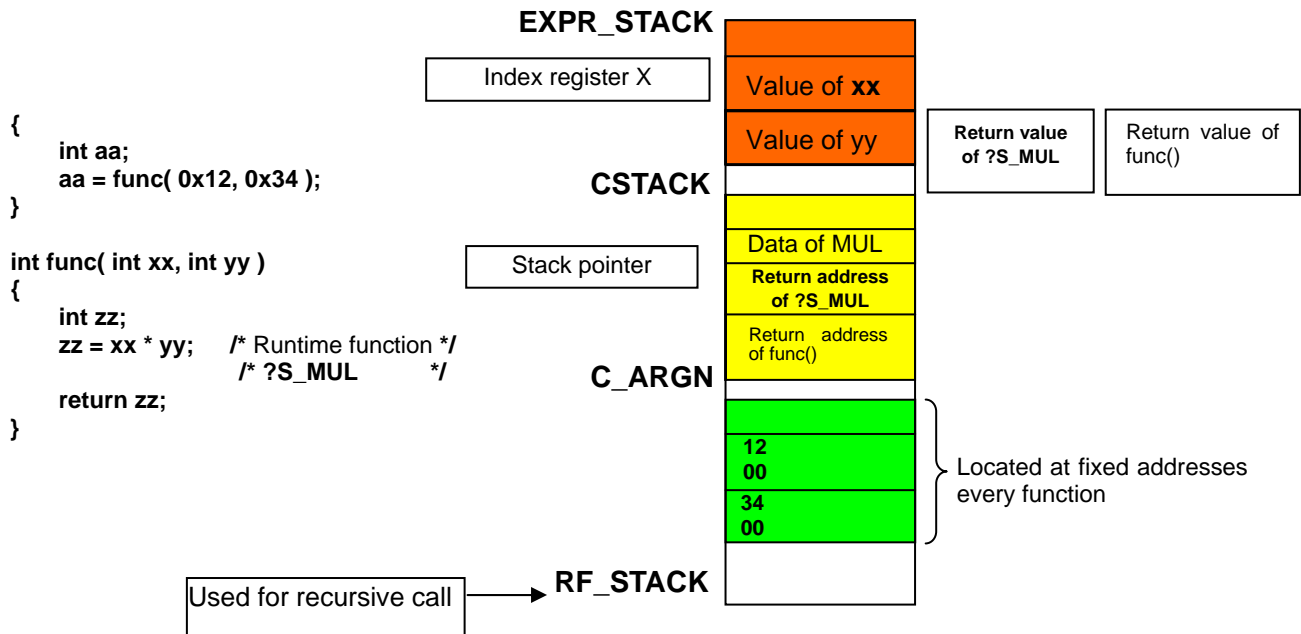 EXPR_STACK
Index register X
Value of xx
{
int aa;
aa = func( 0x12, 0x34 );
}
Value of yy
Return value
of ?S_MUL
Return value of
func()
CSTACK
int func( int xx, int yy )
{
int zz;
zz = xx * yy; /* Runtime function */
/* ?S_MUL */
return zz;
}
Stack pointer
Data of MUL
Return address
of ?S_MUL
Return address
of func()
C_ARGN
12
00
34
00
Located at fixed addresses
every function
Used for recursive call
RF_STACK